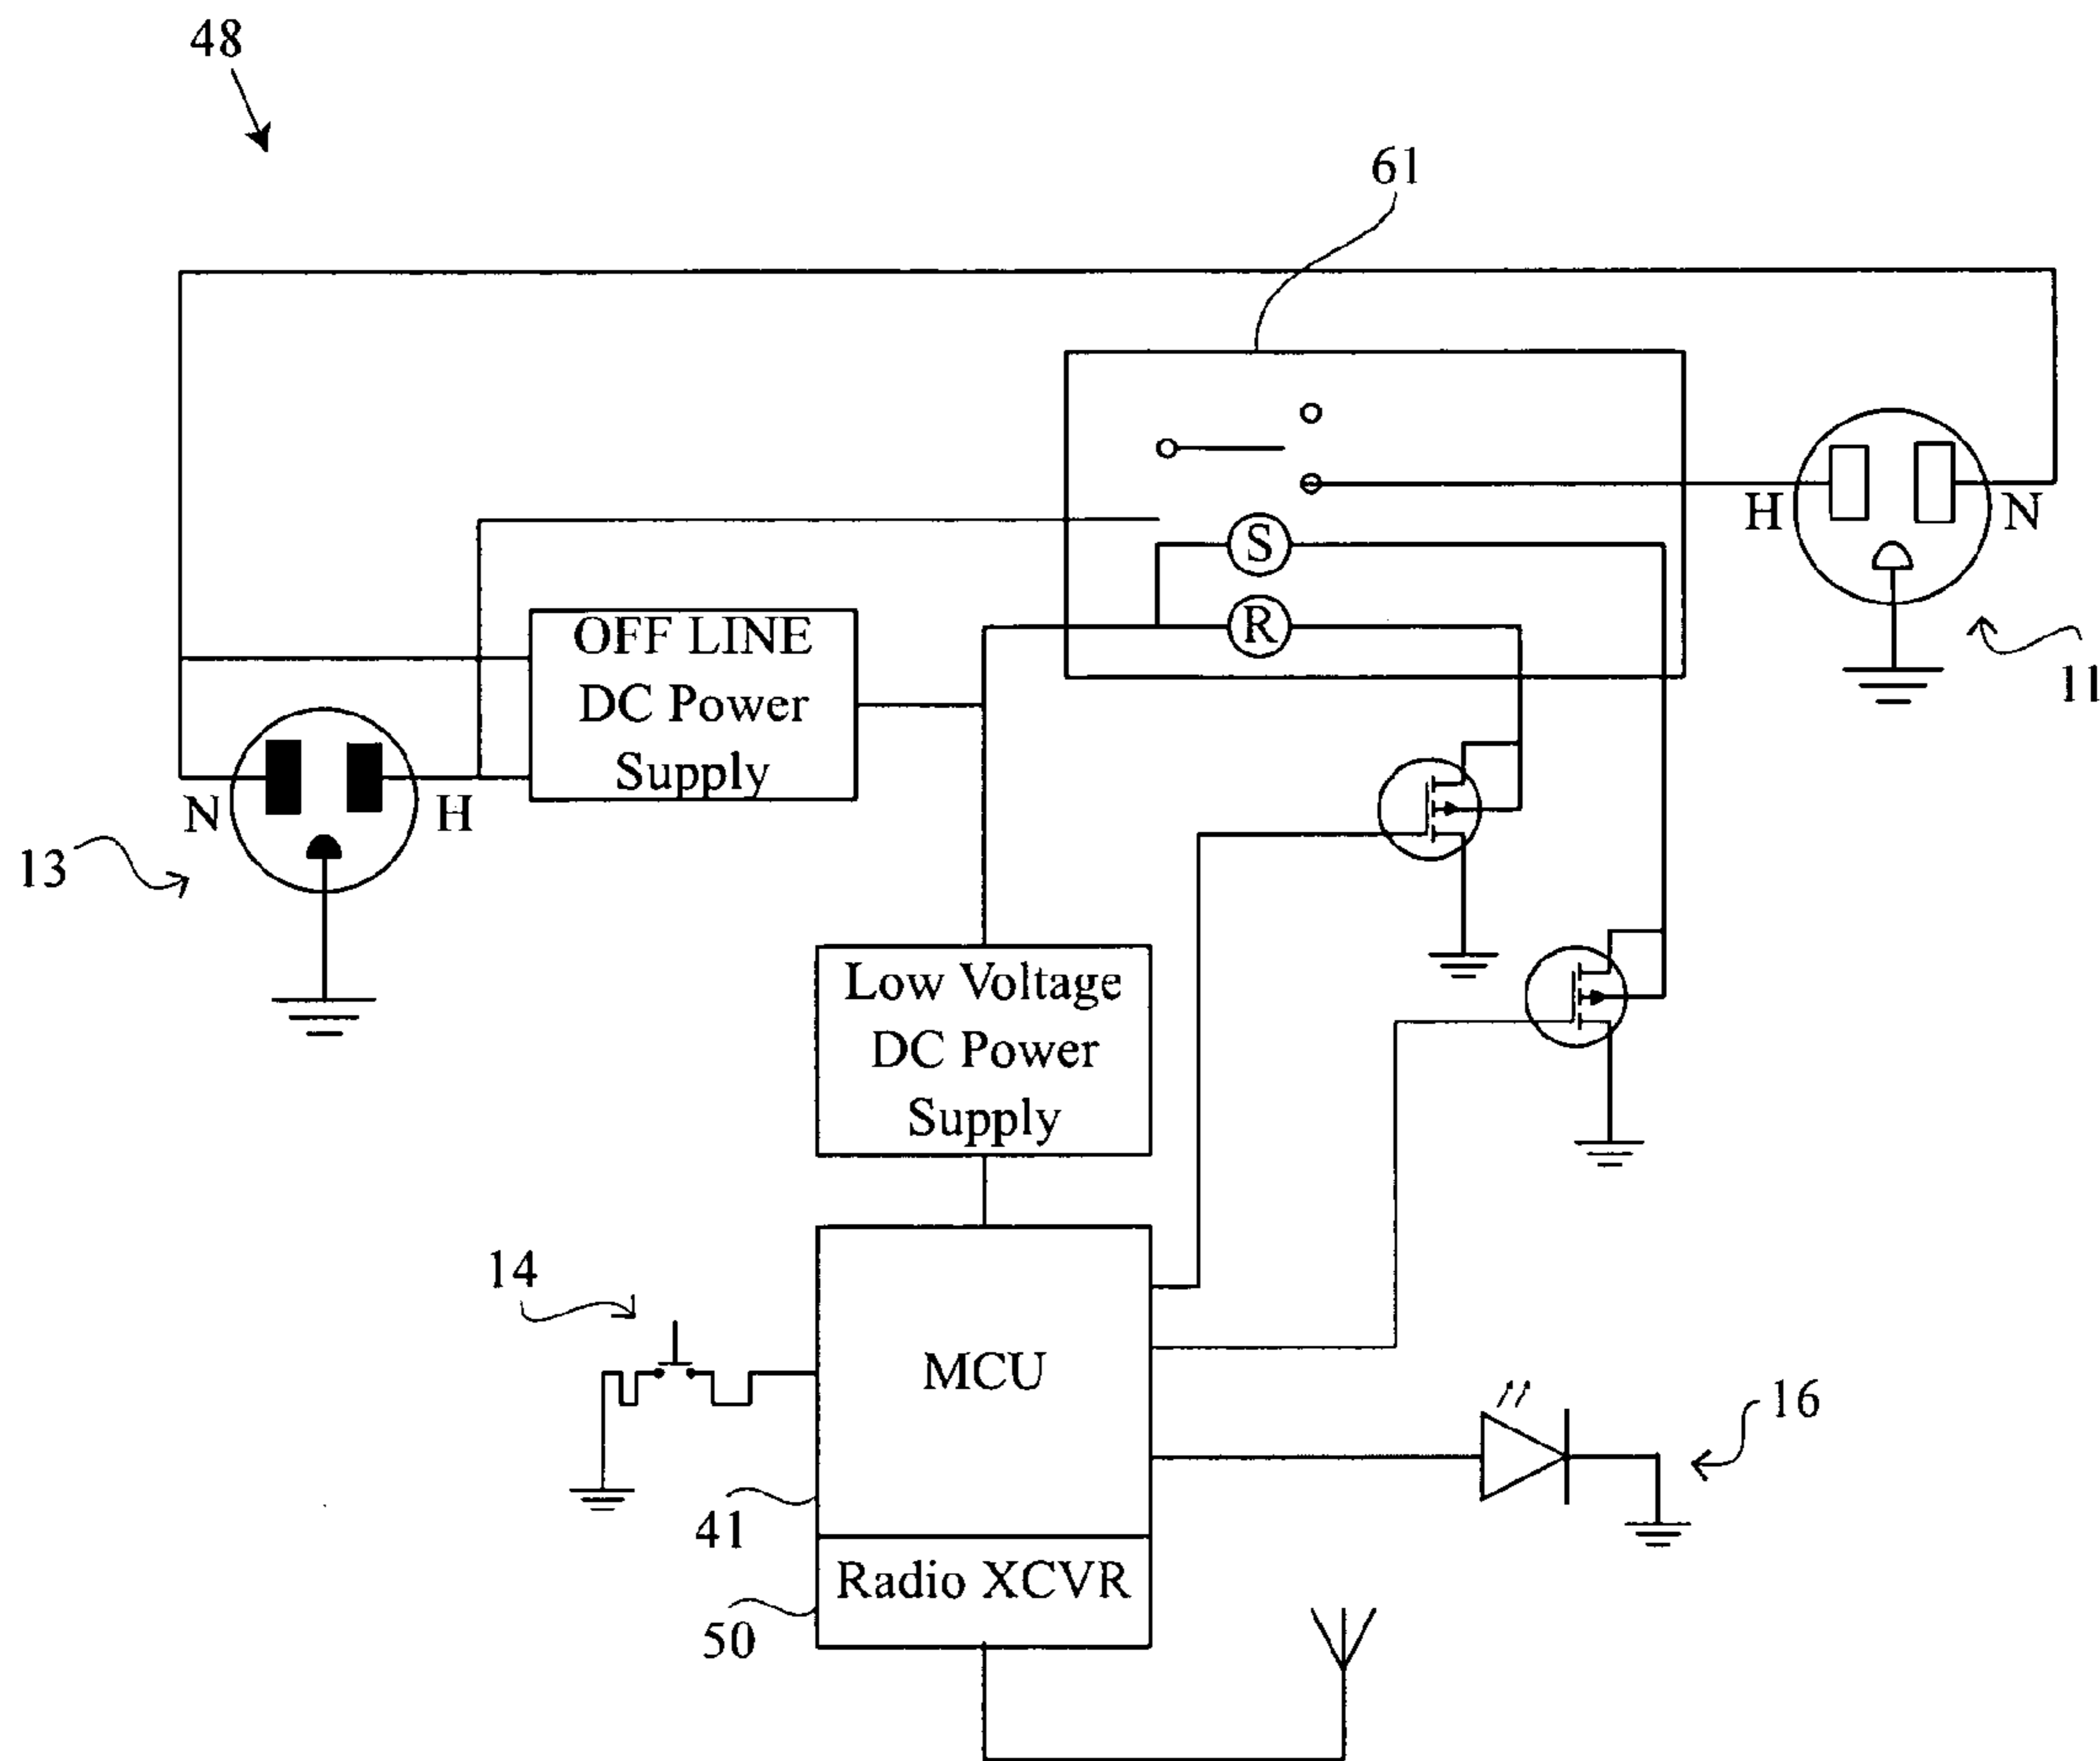 48
61
H
N
S
R
11
OFF LINE
DC Power
Supply
N
H
13
Low Voltage
DC Power
Supply
14
MCU
16
41
Radio XCVR
50